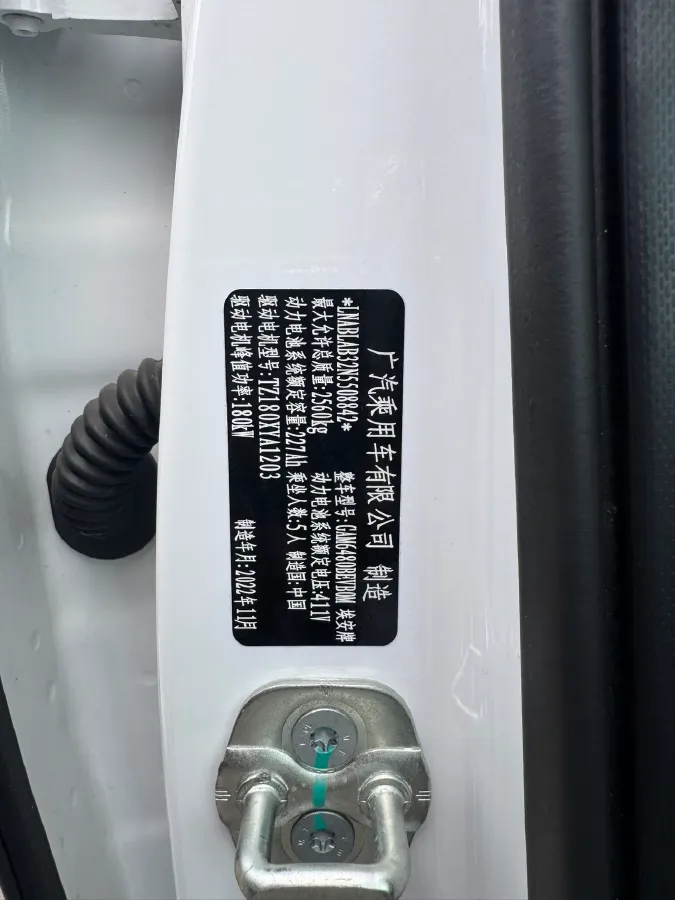 广汽乘用车有限公司 制造
*LNABLAB32N5508842* 整车型号:GAM6480BEVB0M 埃安牌
最大允许总质量:2560kg 动力电池系统额定电压:411V
动力电池系统额定容量:227Ah 乘坐人数:5人 制造国:中国
驱动电机型号:TZ180XYA1203
驱动电机峰值功率:180kW 制造年月:2022年11月